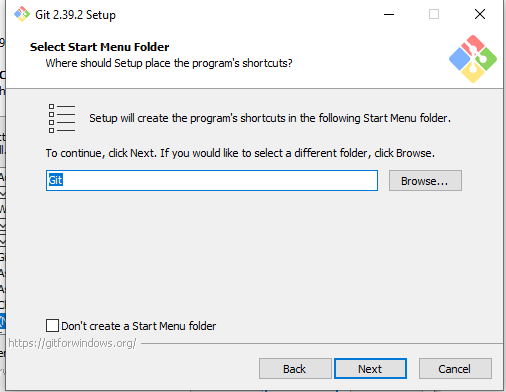 Git 2.39.2 Setup
Select Start Menu Folder
Where should Setup place the program's shortcuts?
Setup will create the program's shortcuts in the following Start Menu folder.
To continue, click Next. If you would like to select a different folder, click Browse.
Git
Browse...
Don't create a Start Menu folder
https://gitforwindows.org/
Back
Next
Cancel